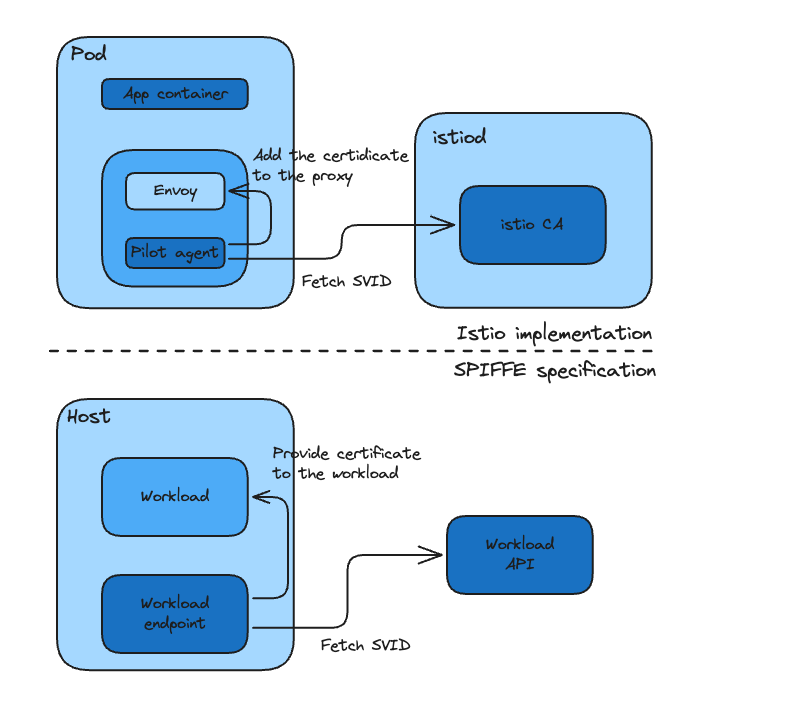 Pod
App container
Add the certidicate
to the proxy
Envoy
Pilot agent
Fetch SVID
istiod
istio CA
Istio implementation
SPIFFE specification
Host
Provide certificate
to the workload
Workload
Workload
endpoint
Fetch SVID
Workload
API